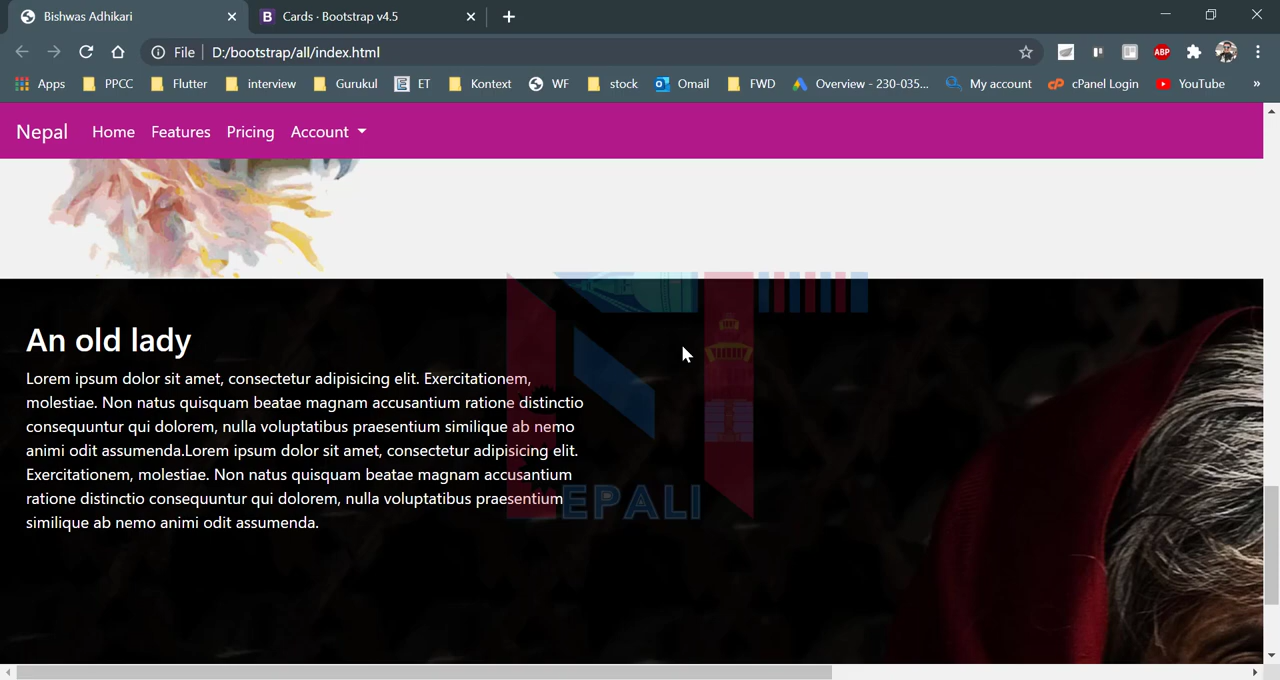 Bishwas Adhikari
B Cards · Bootstrap v4.5
File D:/bootstrap/all/index.html
ABP
Apps PPCC Flutter interview Gurukul ET Kontext WF stock Omail FWD Overview - 230-035... My account cPanel Login YouTube »
Nepal Home Features Pricing Account
An old lady
Lorem ipsum dolor sit amet, consectetur adipisicing elit. Exercitationem,
molestiae. Non natus quisquam beatae magnam accusantium ratione distinctio
consequuntur qui dolorem, nulla voluptatibus praesentium similique ab nemo
animi odit assumenda.Lorem ipsum dolor sit amet, consectetur adipisicing elit.
Exercitationem, molestiae. Non natus quisquam beatae magnam accusantium
ratione distinctio consequuntur qui dolorem, nulla voluptatibus praesentium
similique ab nemo animi odit assumenda.
NEPALI